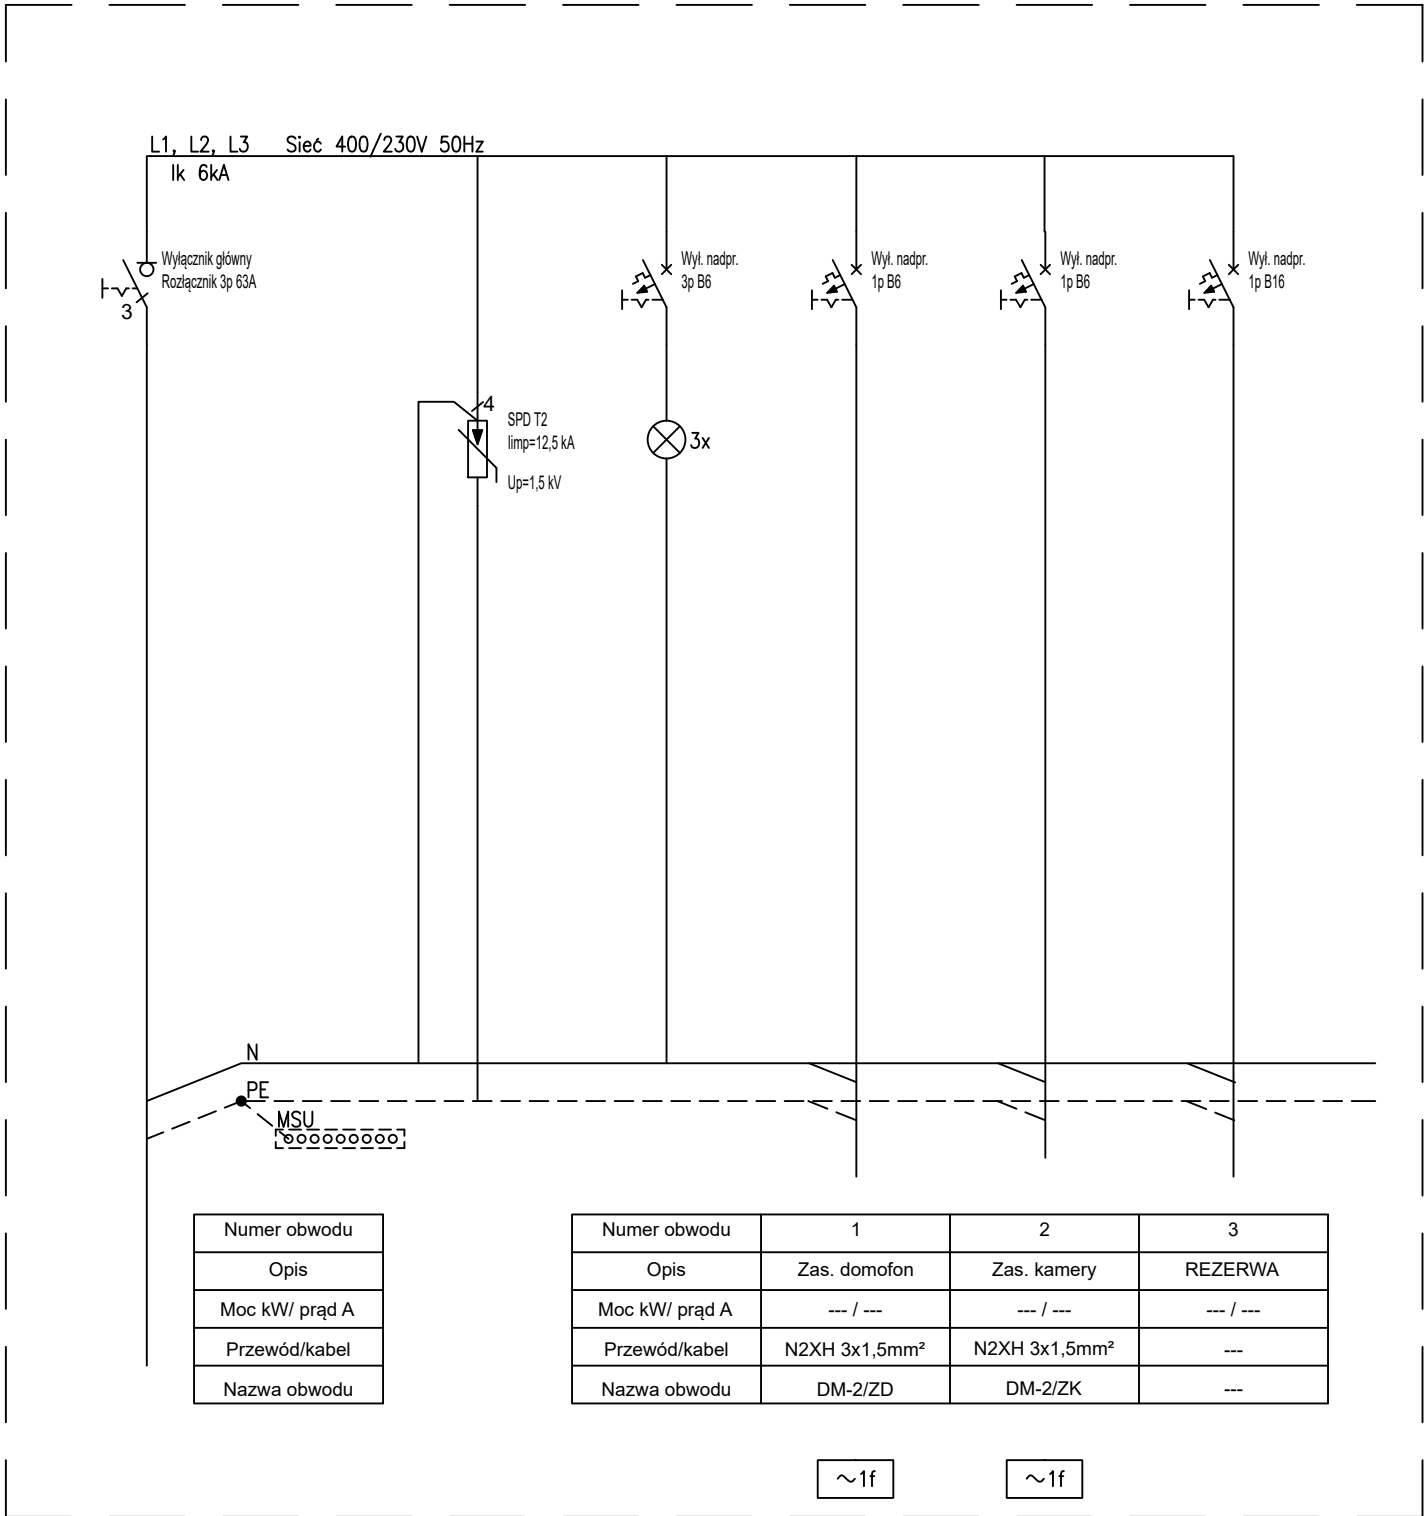 L1, L2, L3 Sieć 400/230V 50Hz
Ik 6kA
Wyłącznik główny
Rozłącznik 3p 63A
3
Wył. nadpr.
3p B6
Wył. nadpr.
1p B6
Wył. nadpr.
1p B6
Wył. nadpr.
1p B16
4
SPD T2
Iimp=12,5 kA
Up=1,5 kV
3x
N
PE
MSU
Numer obwodu
Opis
Moc kW/ prąd A
Przewód/kabel
Nazwa obwodu
Numer obwodu 1 2 3
Opis Zas. domofon Zas. kamery REZERWA
Moc kW/ prąd A --- / --- --- / --- --- / ---
Przewód/kabel N2XH 3x1,5mm² N2XH 3x1,5mm² ---
Nazwa obwodu DM-2/ZD DM-2/ZK ---
~1f ~1f